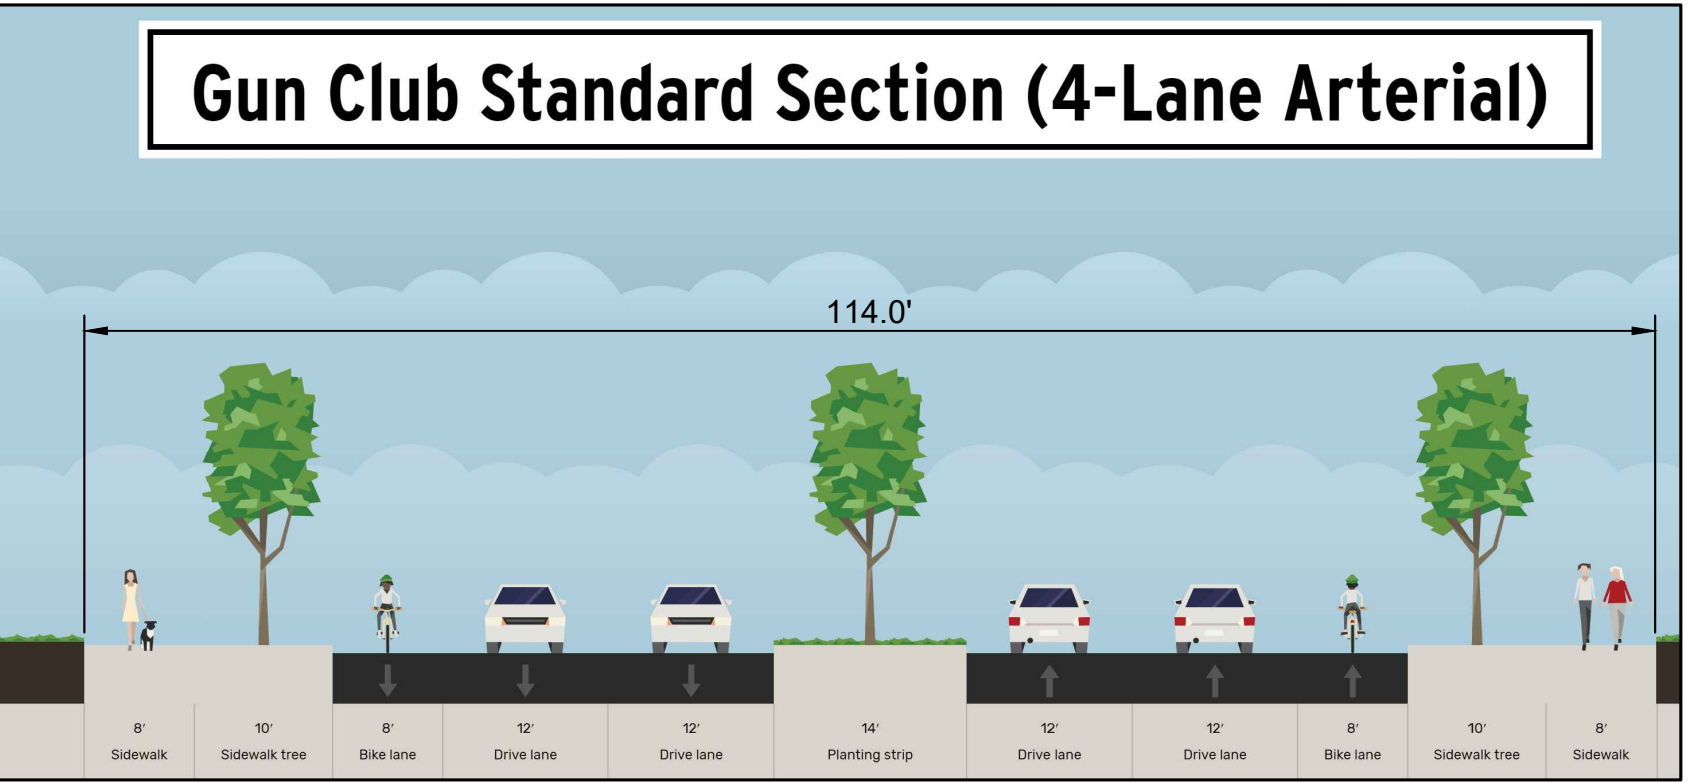 Gun Club Standard Section (4-Lane Arterial)
114.0'
8' 10' 8' 12' 12' 14' 12' 12' 8' 10' 8'
Sidewalk Sidewalk tree Bike lane Drive lane Drive lane Planting strip Drive lane Drive lane Bike lane Sidewalk tree Sidewalk